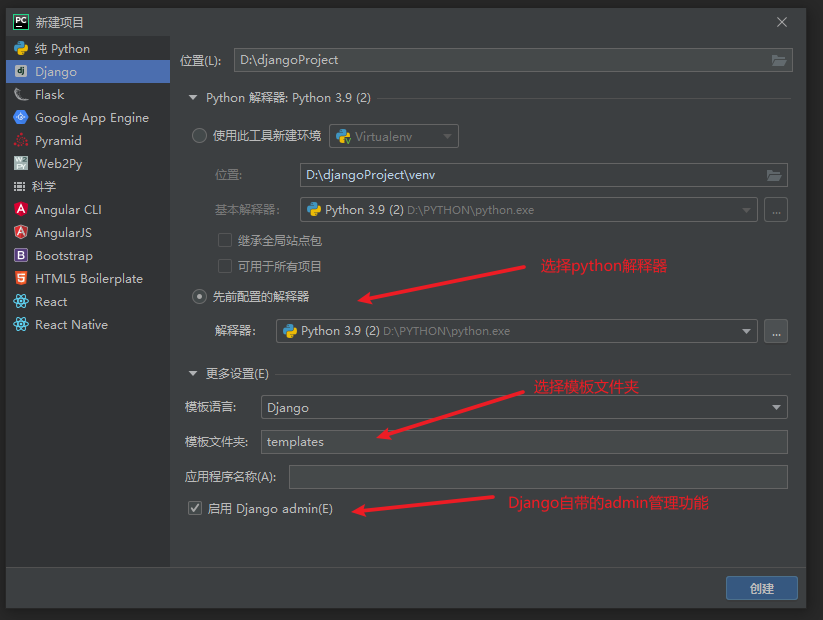 新建项目
纯 Python
Django
Flask
Google App Engine
Pyramid
Web2Py
科学
Angular CLI
AngularJS
Bootstrap
HTML5 Boilerplate
React
React Native
位置(L): D:\djangoProject
Python 解释器: Python 3.9 (2)
使用此工具新建环境 Virtualenv
位置: D:\djangoProject\venv
基本解释器: Python 3.9 (2) D:\PYTHON\python.exe ...
继承全局站点包
可用于所有项目
选择python解释器
先前配置的解释器
解释器: Python 3.9 (2) D:\PYTHON\python.exe ...
更多设置(E)
选择模板文件夹
模板语言: Django
模板文件夹: templates
应用程序名称(A):
启用 Django admin(E)
Django自带的admin管理功能
创建